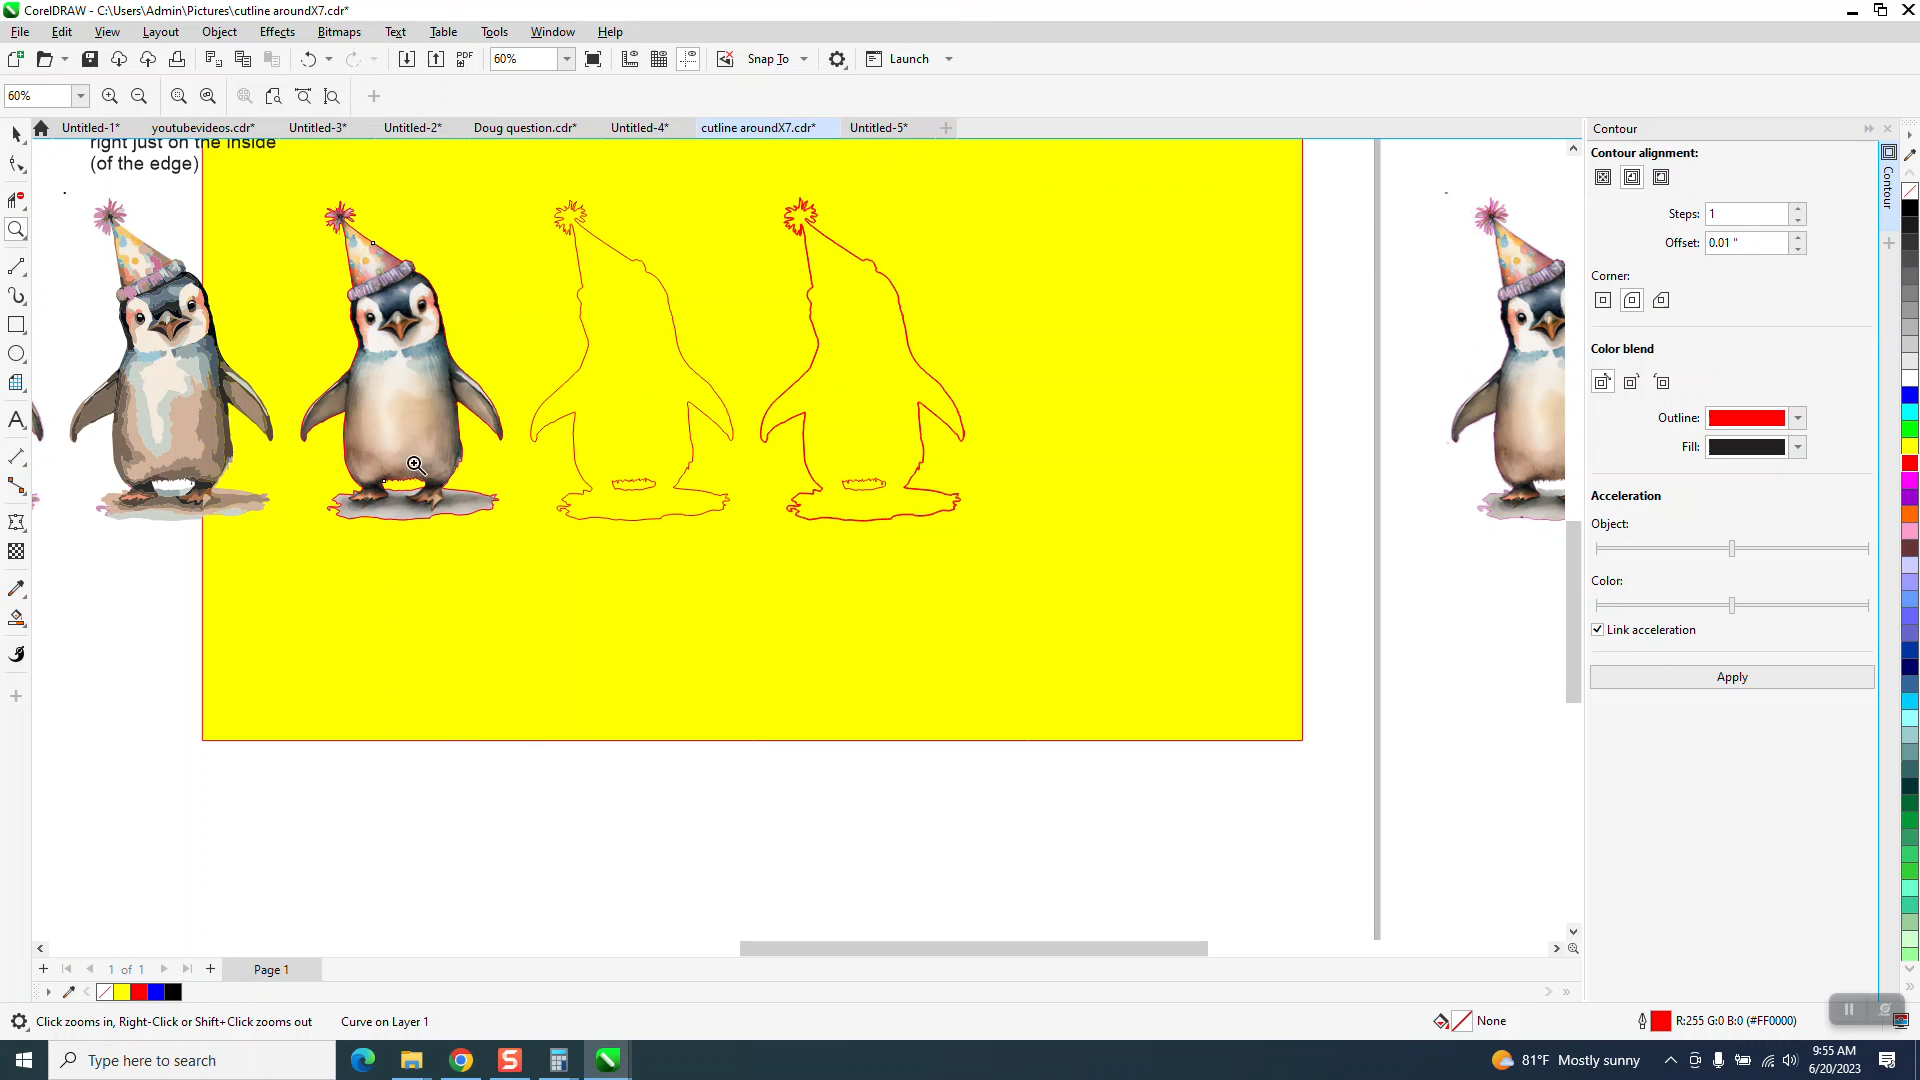 CorelDRAW - C:\Users\Admin\Pictures\cutline aroundX7.cdr*
File Edit View Layout Object Effects Bitmaps Text Table Tools Window Help
PDF 60% Snap To Launch
60%
Untitled-1* youtubevideos.cdr* Untitled-3* Untitled-2* Doug question.cdr* Untitled-4* cutline aroundX7.cdr* Untitled-5*
right just on the inside
(of the edge)
Contour
Contour alignment:
Steps: 1
Offset: 0.01 "
Corner:
Color blend
Outline:
Fill:
Acceleration
Object:
Color:
Link acceleration
Apply
Contour
1 of 1 Page 1
Click zooms in, Right-Click or Shift+Click zooms out Curve on Layer 1 None R:255 G:0 B:0 (#FF0000)
Type here to search
81°F Mostly sunny
9:55 AM
6/20/2023